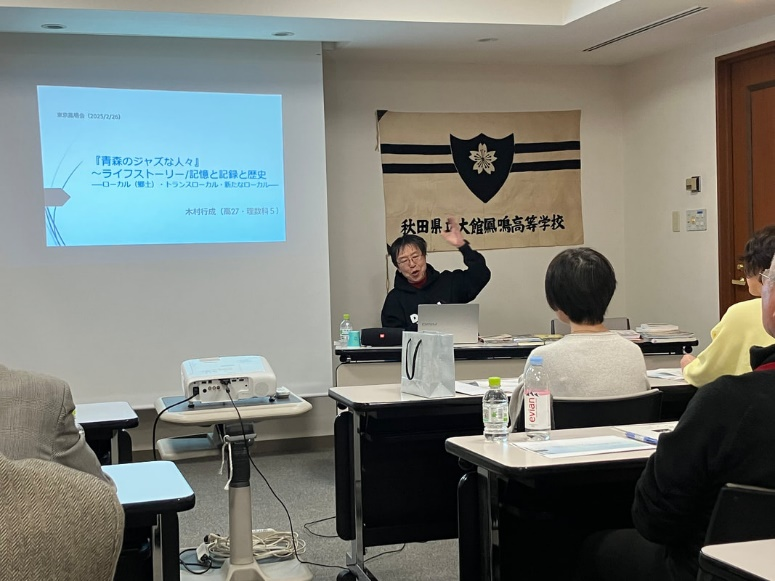 東京鳳鳴会（2025/2/26）
『青森のジャズな人々』
～ライフストーリー/記憶と記録と歴史
―ローカル（郷土）・トランスローカル・新たなローカル―
木村行成（高27・理数科5）
秋田県立大館鳳鳴高等学校
evian